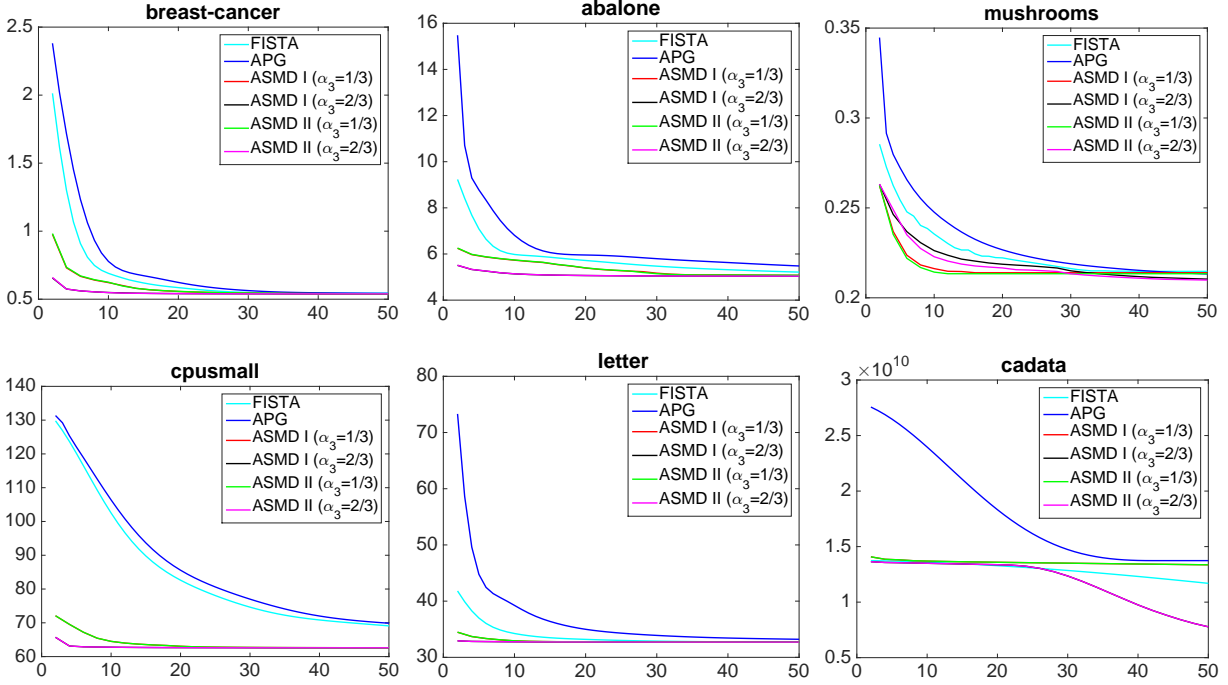 breast-cancer
2.5
2
1.5
1
0.5
0 10 20 30 40 50
FISTA
APG
ASMD I (α₃=1/3)
ASMD I (α₃=2/3)
ASMD II (α₃=1/3)
ASMD II (α₃=2/3)
abalone
16
14
12
10
8
6
4
0 10 20 30 40 50
FISTA
APG
ASMD I (α₃=1/3)
ASMD I (α₃=2/3)
ASMD II (α₃=1/3)
ASMD II (α₃=2/3)
mushrooms
0.35
0.3
0.25
0.2
0 10 20 30 40 50
FISTA
APG
ASMD I (α₃=1/3)
ASMD I (α₃=2/3)
ASMD II (α₃=1/3)
ASMD II (α₃=2/3)
cpusmall
140
130
120
110
100
90
80
70
60
0 10 20 30 40 50
FISTA
APG
ASMD I (α₃=1/3)
ASMD I (α₃=2/3)
ASMD II (α₃=1/3)
ASMD II (α₃=2/3)
letter
80
70
60
50
40
30
0 10 20 30 40 50
FISTA
APG
ASMD I (α₃=1/3)
ASMD I (α₃=2/3)
ASMD II (α₃=1/3)
ASMD II (α₃=2/3)
cadata
×10¹⁰
3
2.5
2
1.5
1
0.5
0 10 20 30 40 50
FISTA
APG
ASMD I (α₃=1/3)
ASMD I (α₃=2/3)
ASMD II (α₃=1/3)
ASMD II (α₃=2/3)